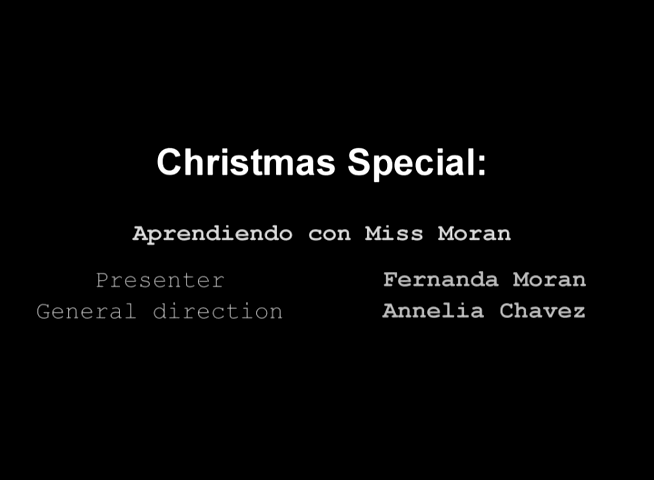 Christmas Special:
Aprendiendo con Miss Moran
Presenter Fernanda Moran
General direction Annelia Chavez